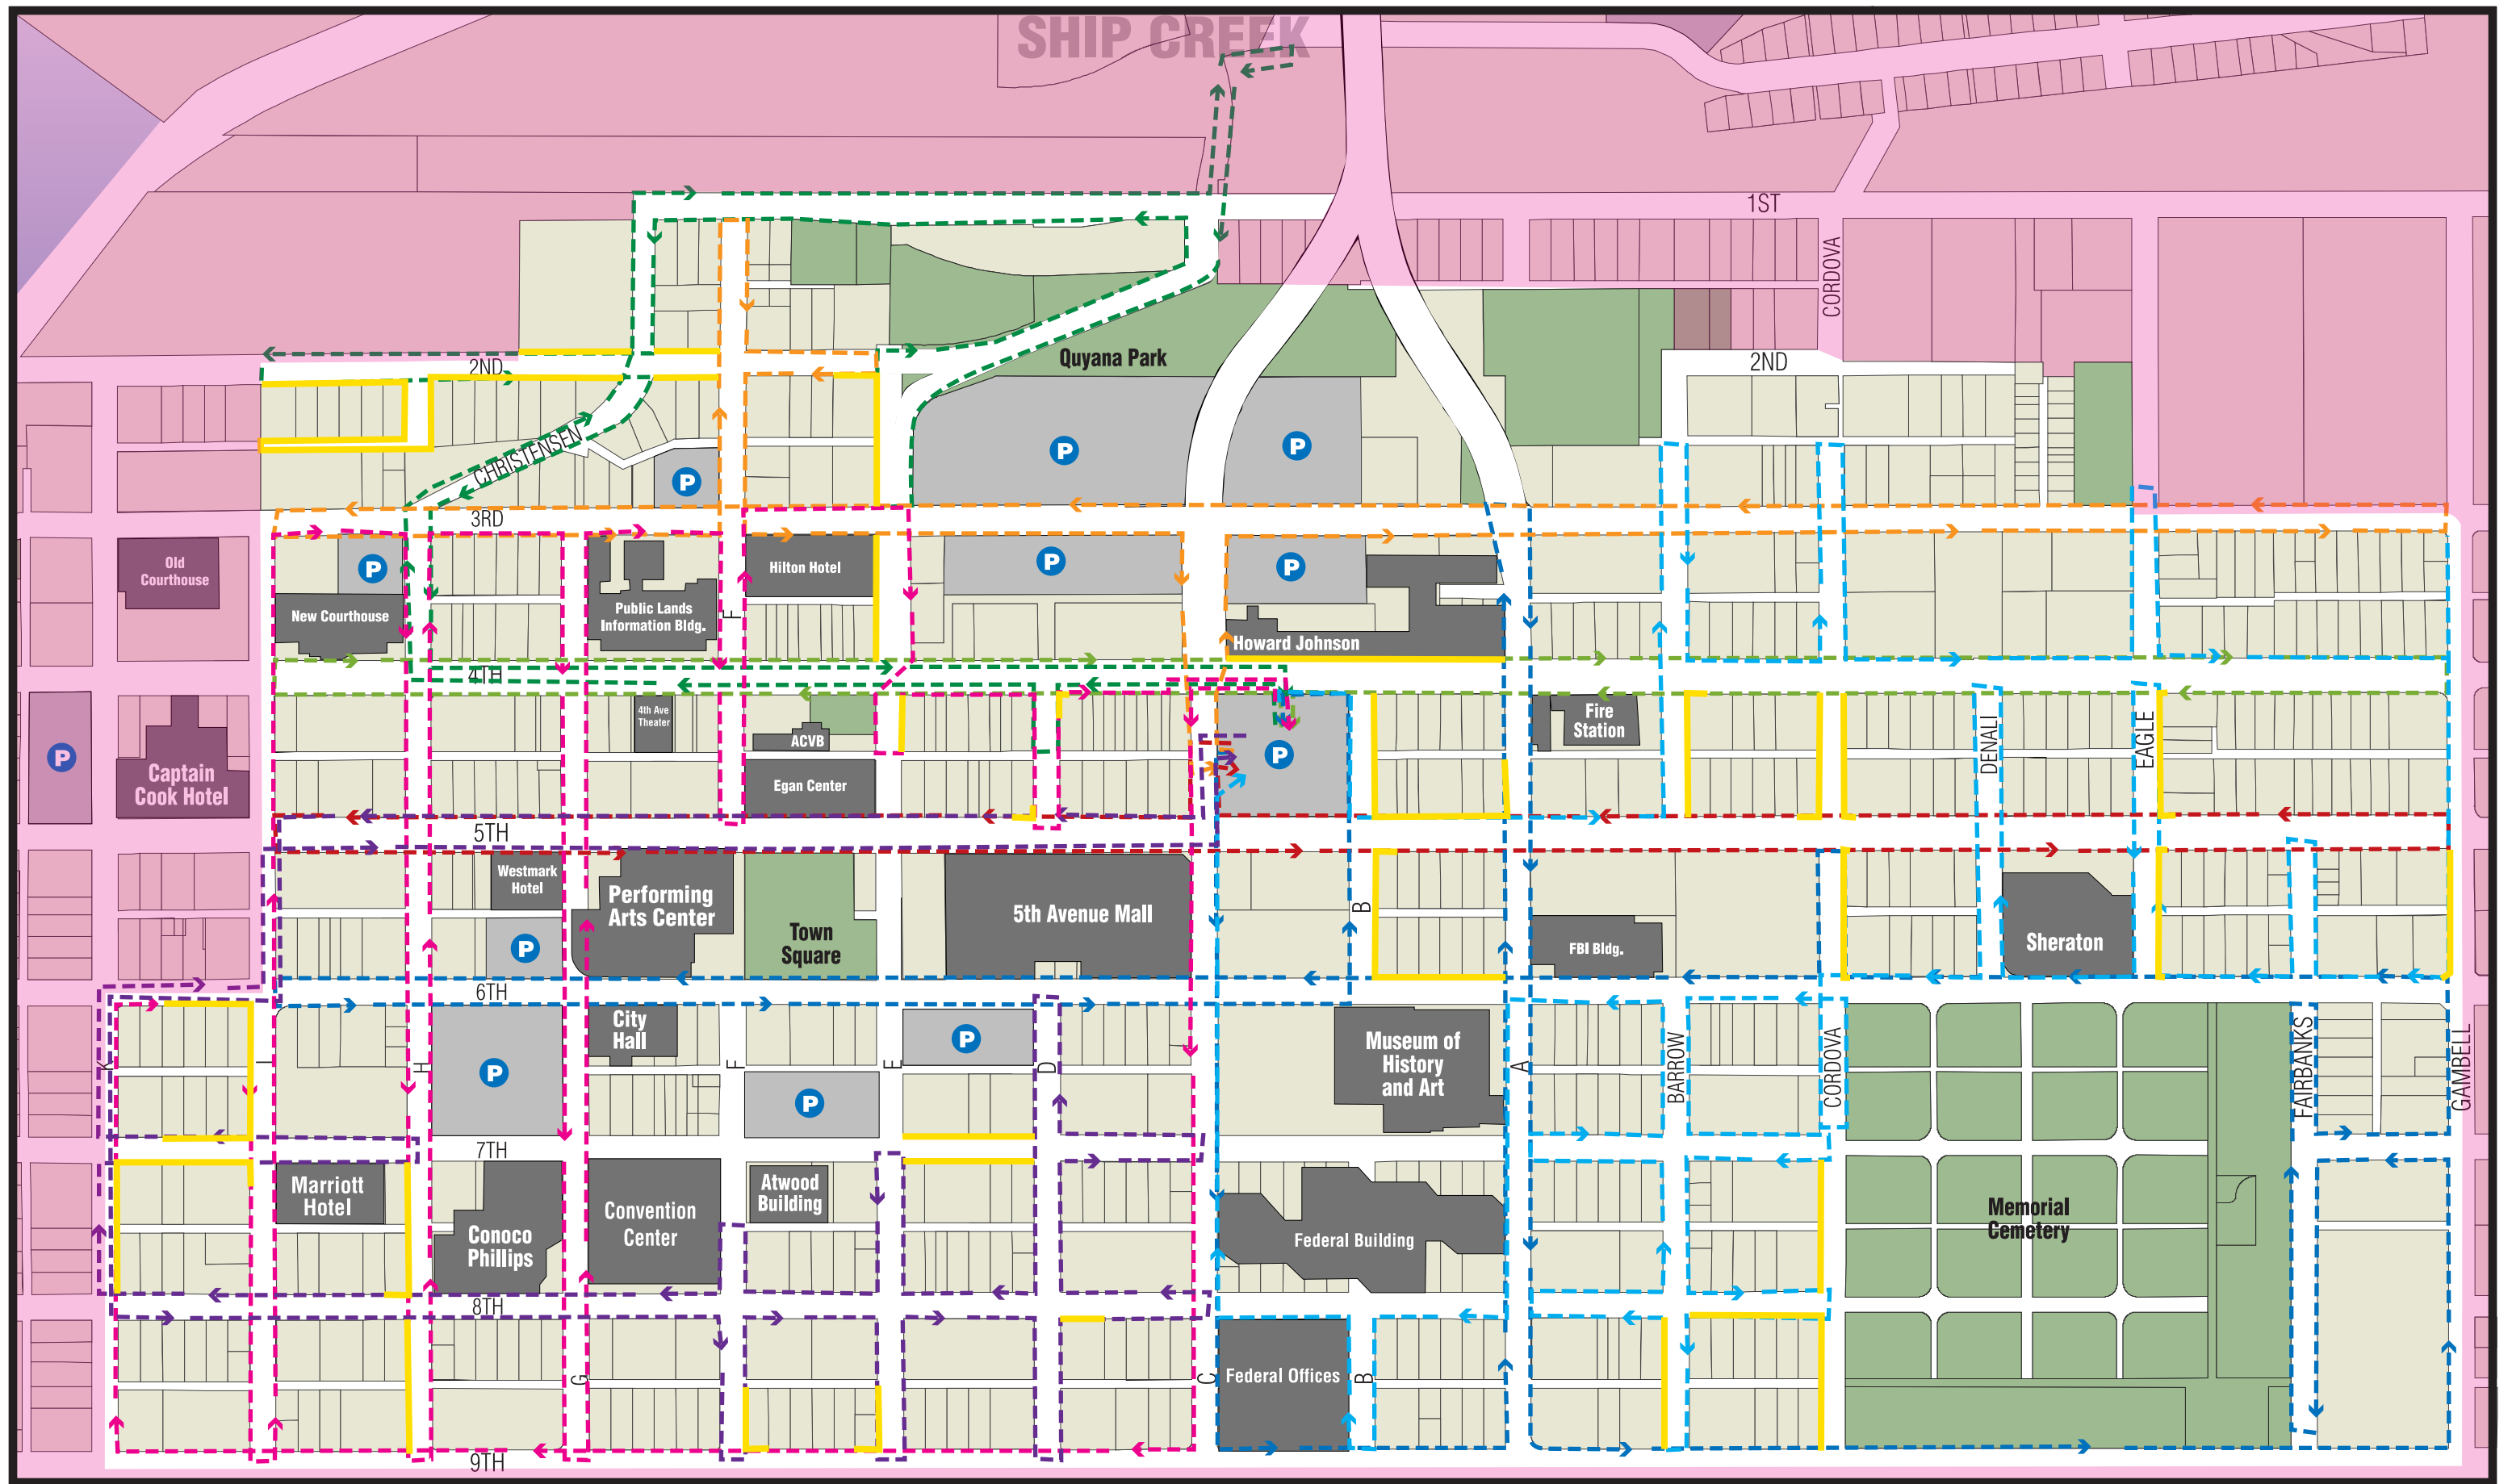 SHIP CREEK
1ST
CORDOVA
2ND
Quyana Park
2ND
P
P
P
CHRISTENSEN
3RD
Old
Courthouse
P
New Courthouse
Public Lands
Information Bldg.
F
Hilton Hotel
P
P
Howard Johnson
4TH
P
Captain
Cook Hotel
4th Ave
Theater
ACVB
Egan Center
P
Fire
Station
DENALI
EAGLE
5TH
Westmark
Hotel
P
Performing
Arts Center
Town
Square
5th Avenue Mall
B
FBI Bldg.
Sheraton
6TH
K
I
H
P
City
Hall
F
P
E
P
D
Museum of
History
and Art
A
BARROW
CORDOVA
FAIRBANKS
GAMBELL
7TH
Marriott
Hotel
Conoco
Phillips
Convention
Center
Atwood
Building
Federal Building
Memorial
Cemetery
8TH
G
C
Federal Offices
B
9TH